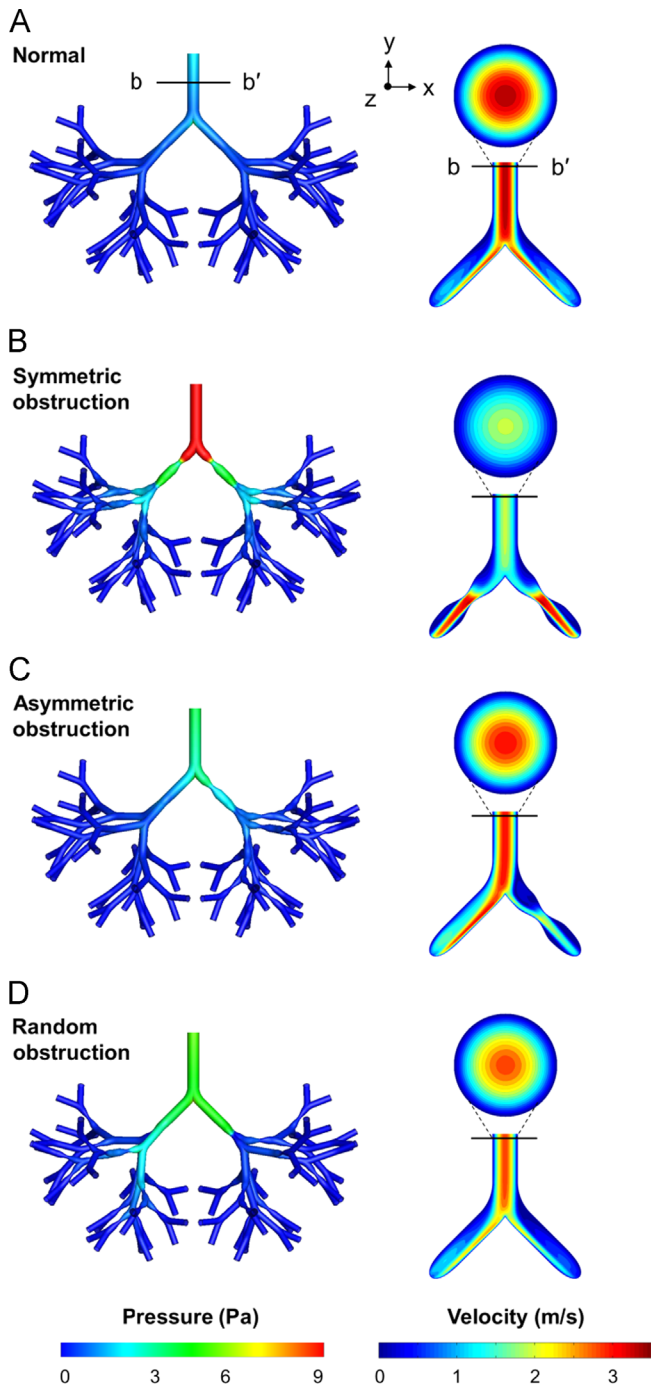 A
Normal
b b′
y
z x
b b′
B
Symmetric
obstruction
C
Asymmetric
obstruction
D
Random
obstruction
Pressure (Pa)
0 3 6 9
Velocity (m/s)
0 1 2 3